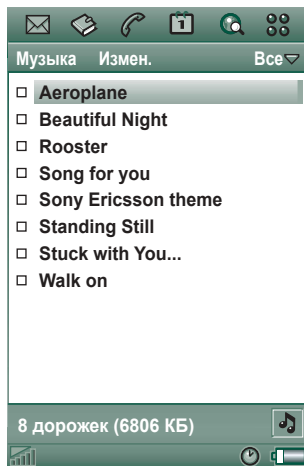 Музыка Измен. Все
Aeroplane
Beautiful Night
Rooster
Song for you
Sony Ericsson theme
Standing Still
Stuck with You...
Walk on
8 дорожек (6806 КБ)